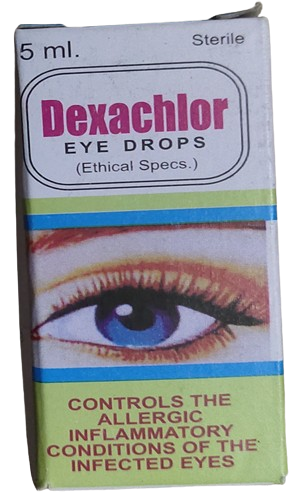 5 ml.
Sterile
Dexachlor
EYE DROPS
(Ethical Specs.)
CONTROLS THE
ALLERGIC
INFLAMMATORY
CONDITIONS OF THE
INFECTED EYES